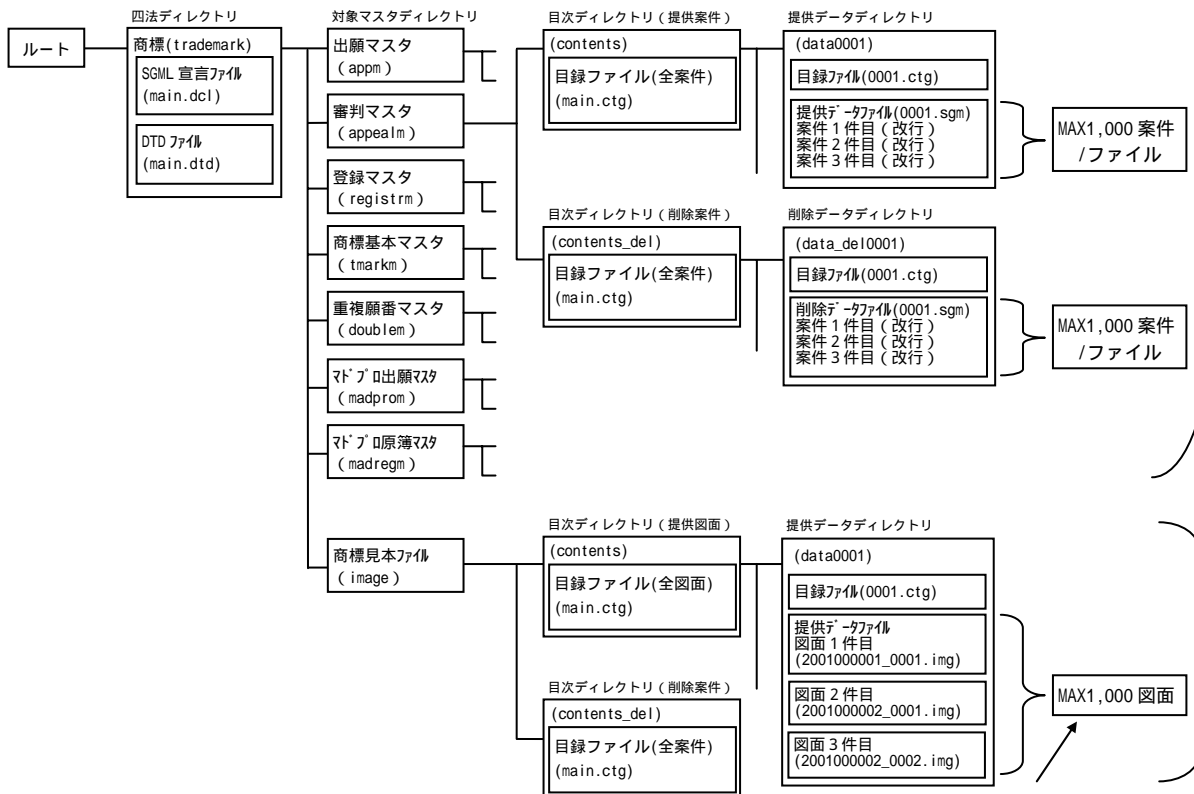 四法ディレクトリ
対象マスタディレクトリ
目次ディレクトリ(提供案件)
提供データディレクトリ
ルート
商標(trademark)
SGML 宣言ファイル
(main.dcl)
DTD ファイル
(main.dtd)
出願マスタ
(appm)
審判マスタ
(appealm)
登録マスタ
(registrm)
商標基本マスタ
(tmarkm)
重複願番マスタ
(doublem)
マドプロ出願マスタ
(madprom)
マドプロ原簿マスタ
(madregm)
商標見本ファイル
(image)
(contents)
目録ファイル(全案件)
(main.ctg)
(data0001)
目録ファイル(0001.ctg)
提供データファイル(0001.sgm)
案件1件目(改行)
案件2件目(改行)
案件3件目(改行)
MAX1,000 案件
/ファイル
目次ディレクトリ(削除案件)
削除データディレクトリ
(contents_del)
目録ファイル(全案件)
(main.ctg)
(data_del0001)
目録ファイル(0001.ctg)
削除データファイル(0001.sgm)
案件1件目(改行)
案件2件目(改行)
案件3件目(改行)
MAX1,000 案件
/ファイル
目次ディレクトリ(提供図面)
提供データディレクトリ
(contents)
目録ファイル(全図面)
(main.ctg)
(data0001)
目録ファイル(0001.ctg)
提供データファイル
図面1件目
(2001000001_0001.img)
図面2件目
(2001000002_0001.img)
図面3件目
(2001000002_0002.img)
MAX1,000 図面
目次ディレクトリ(削除案件)
(contents_del)
目録ファイル(全案件)
(main.ctg)